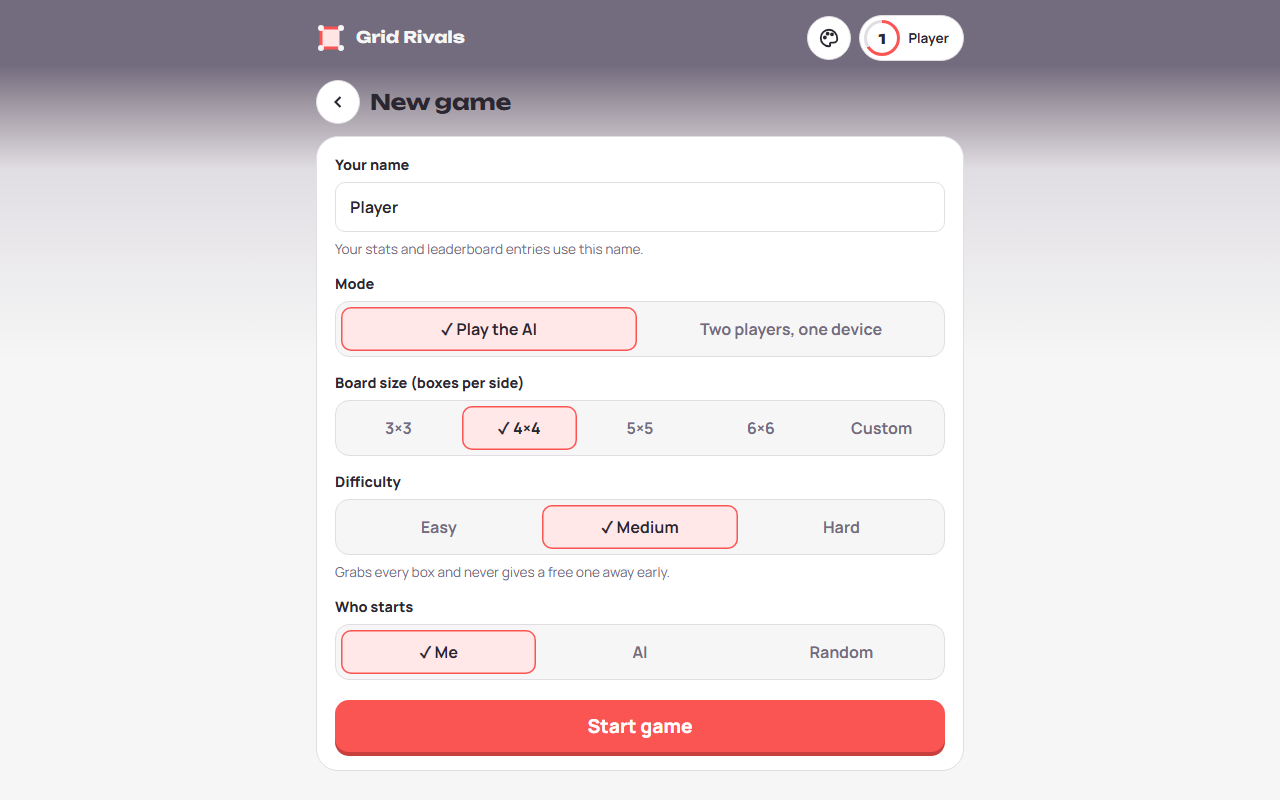 Grid Rivals
1 Player
New game
Your name
Player
Your stats and leaderboard entries use this name.
Mode
✓ Play the AI Two players, one device
Board size (boxes per side)
3×3 ✓ 4×4 5×5 6×6 Custom
Difficulty
Easy ✓ Medium Hard
Grabs every box and never gives a free one away early.
Who starts
✓ Me AI Random
Start game